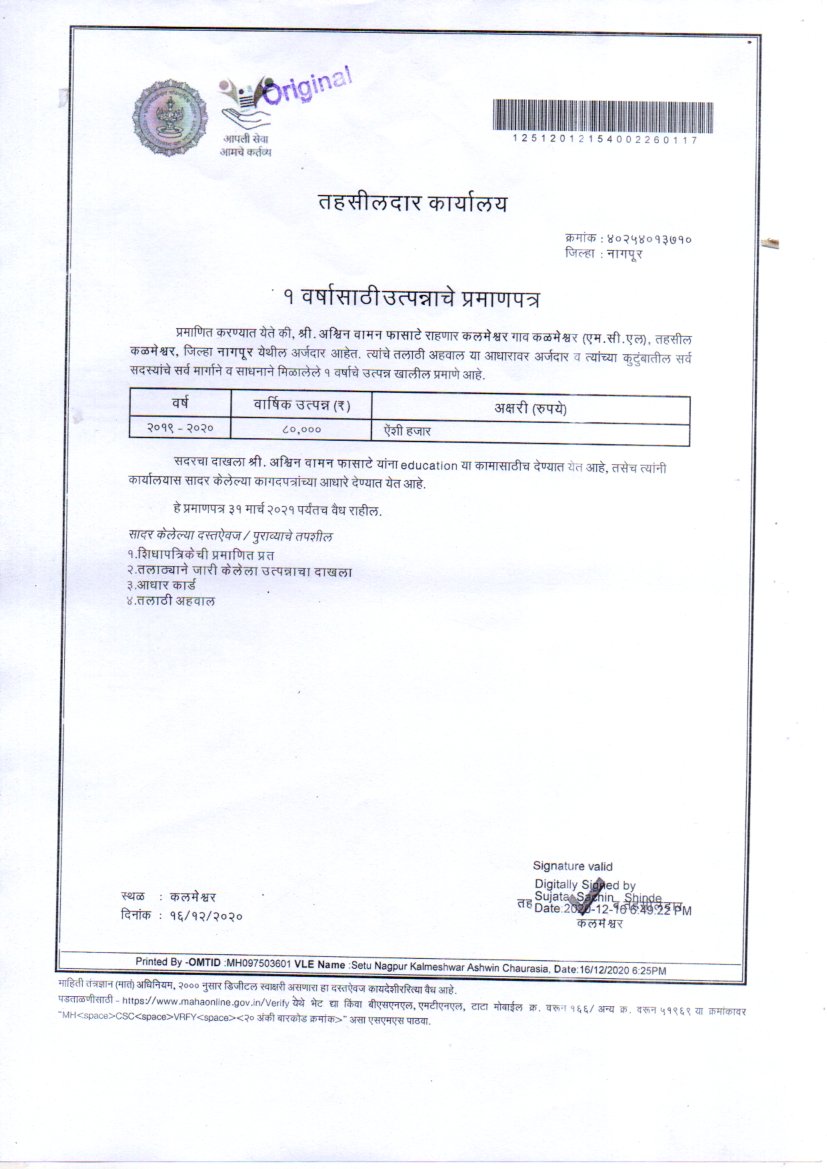 Original
आपली सेवा
आमचे कर्तव्य
12512012154002260117
तहसीलदार कार्यालय
क्रमांक : ४०२५४०१३७१०
जिल्हा : नागपूर
१ वर्षासाठी उत्पन्नाचे प्रमाणपत्र
प्रमाणित करण्यात येते की, श्री. अश्विन वामन फासाटे राहणार कलमेश्वर गाव कळमेश्वर (एम.सी.एल), तहसील
कळमेश्वर, जिल्हा नागपूर येथील अर्जदार आहेत. त्यांचे तलाठी अहवाल या आधारावर अर्जदार व त्यांच्या कुटुंबातील सर्व
सदस्यांचे सर्व मार्गाने व साधनाने मिळालेले १ वर्षाचे उत्पन्न खालील प्रमाणे आहे.
वर्ष वार्षिक उत्पन्न (₹) अक्षरी (रुपये)
२०१९ - २०२० ८०,००० ऐंशी हजार
सदरचा दाखला श्री. अश्विन वामन फासाटे यांना education या कामासाठीच देण्यात येत आहे, तसेच त्यांनी
कार्यालयास सादर केलेल्या कागदपत्रांच्या आधारे देण्यात येत आहे.
हे प्रमाणपत्र ३१ मार्च २०२१ पर्यंतच वैध राहील.
सादर केलेल्या दस्तऐवज / पुराव्याचे तपशील
१.शिधापत्रिकेची प्रमाणित प्रत
२.तलाठ्याने जारी केलेला उत्पन्नाचा दाखला
३.आधार कार्ड
४.तलाठी अहवाल
स्थळ : कलमेश्वर
दिनांक : १६/१२/२०२०
Signature valid
Digitally Signed by
Sujata Sachin Shinde
Date:2020-12-16 6:49:22 PM
कलमेश्वर
Printed By -OMTID :MH097503601 VLE Name :Setu Nagpur Kalmeshwar Ashwin Chaurasia, Date:16/12/2020 6:25PM
माहिती तंत्रज्ञान (मातं) अधिनियम, २००० नुसार डिजीटल स्वाक्षरी असणारा हा दस्तऐवज कायदेशीररित्या वैध आहे.
पडताळणीसाठी - https://www.mahaonline.gov.in/Verify येथे भेट द्या किंवा बीएसएनएल, एमटीएनएल, टाटा मोबाईल क्र. वरून १६६/ अन्य क्र. वरून ५१९६९ या क्रमांकावर
"MH<space>CSC<space>VRFY<space><२० अंकी बारकोड क्रमांक>" असा एसएमएस पाठवा.